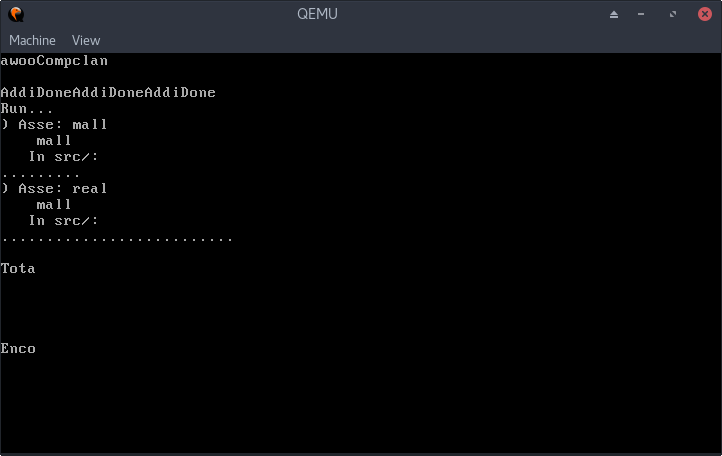 QEMU
Machine View
awooCompclan
AddiDoneAddiDoneAddiDone
Run...
) Asse: mall
mall
In src/:
.........
) Asse: real
mall
In src/:
..........................
Tota
Enco